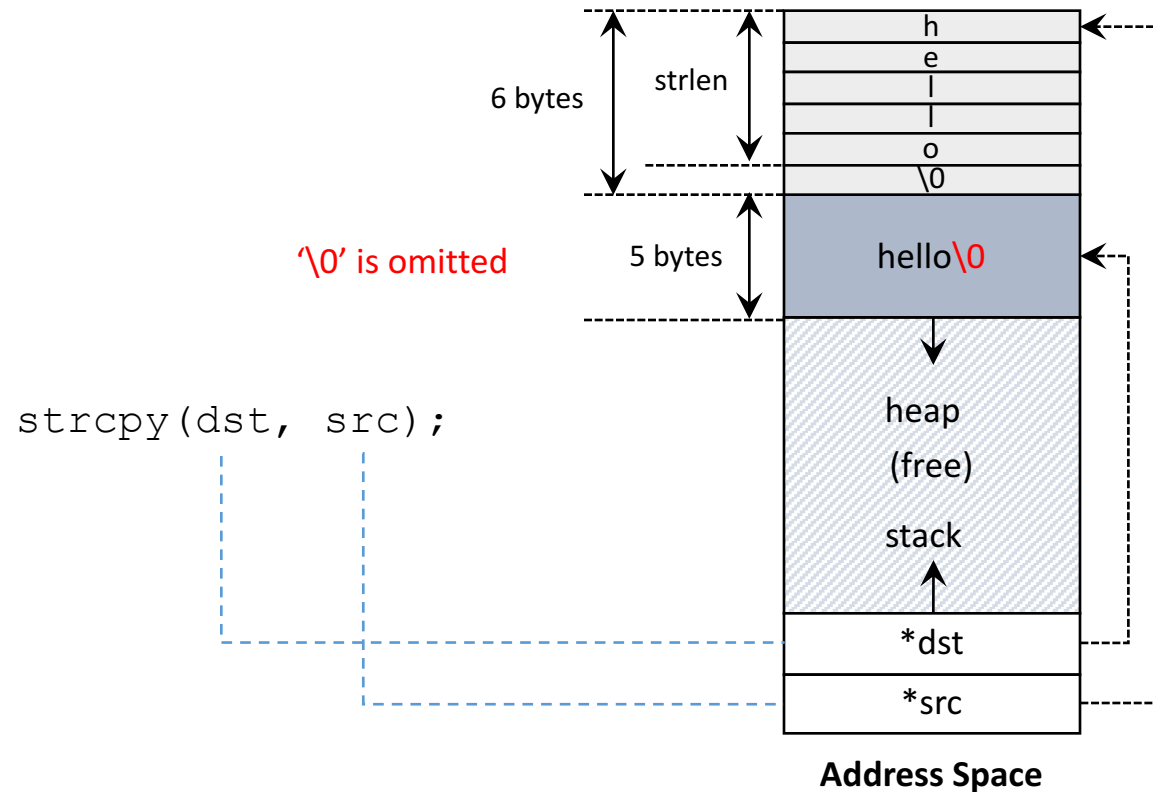 h
e
l
l
o
\0
6 bytes
strlen
‘\0’ is omitted
5 bytes
hello\0
strcpy(dst, src);
heap
(free)
stack
*dst
*src
Address Space